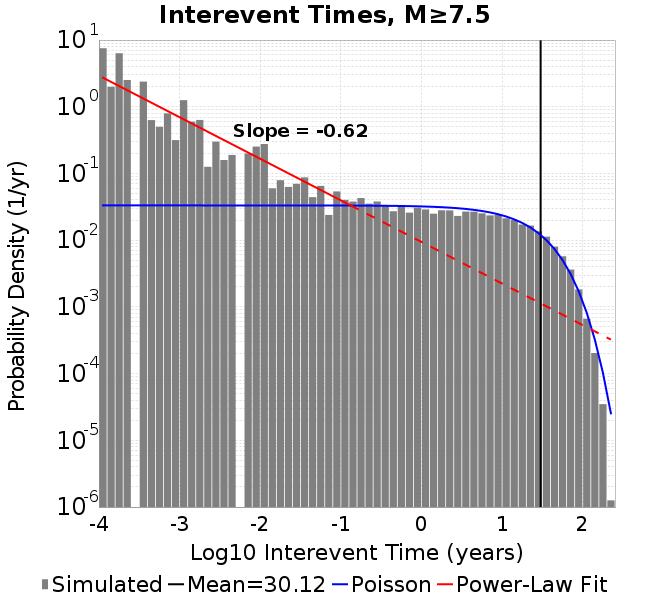 Interevent Times, M≥7.5
10^1
10^0
10^-1
10^-2
10^-3
10^-4
10^-5
10^-6
Probability Density (1/yr)
Slope = -0.62
-4 -3 -2 -1 0 1 2
Log10 Interevent Time (years)
Simulated Mean=30.12 Poisson Power-Law Fit